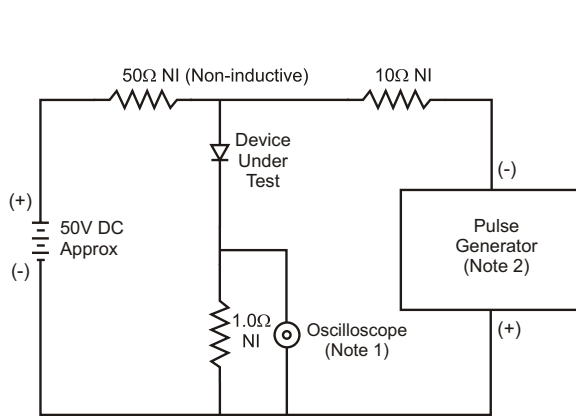 50Ω NI (Non-inductive)
10Ω NI
Device
Under
Test
(-)
(+)
50V DC
Approx
(-)
Pulse
Generator
(Note 2)
1.0Ω
NI
Oscilloscope
(Note 1)
(+)